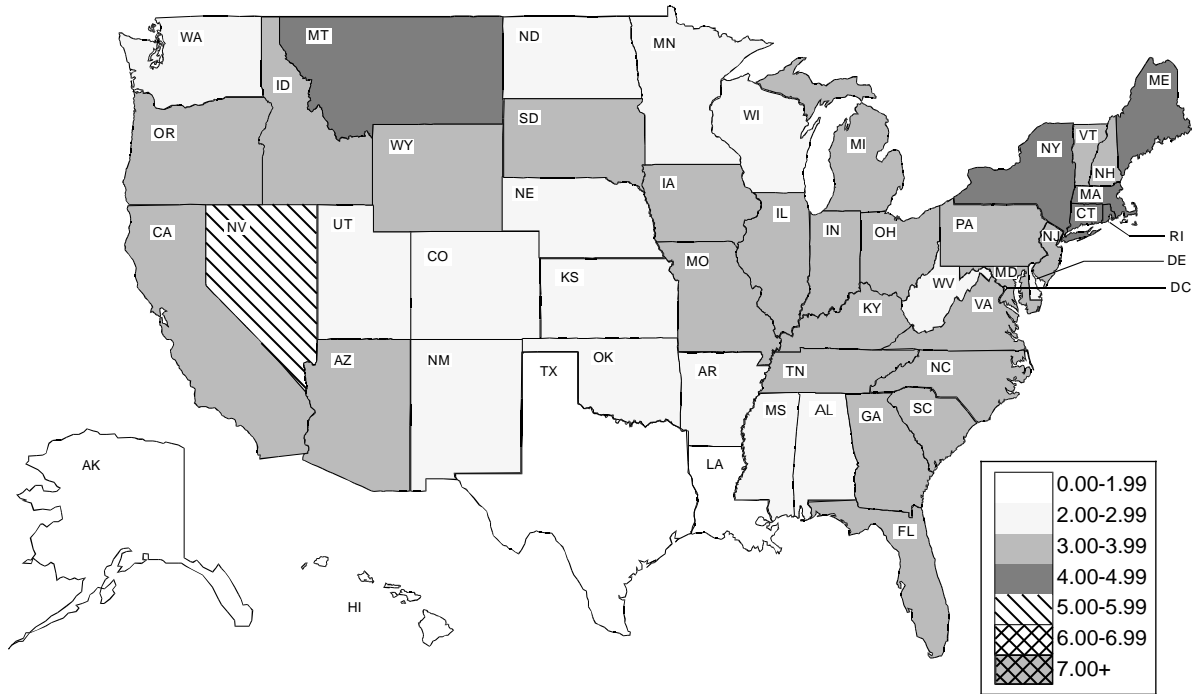 WA
MT
ND
MN
ID
ME
OR
SD
WI
VT
WY
MI
NY
NH
IA
NE
MA
CT
CA
NV
UT
IL
IN
OH
PA
NJ
RI
CO
MO
DE
KS
WV
MD
DC
KY
VA
AZ
NM
OK
TX
AR
TN
NC
MS
AL
GA
SC
AK
LA
FL
HI
0.00-1.99
2.00-2.99
3.00-3.99
4.00-4.99
5.00-5.99
6.00-6.99
7.00+